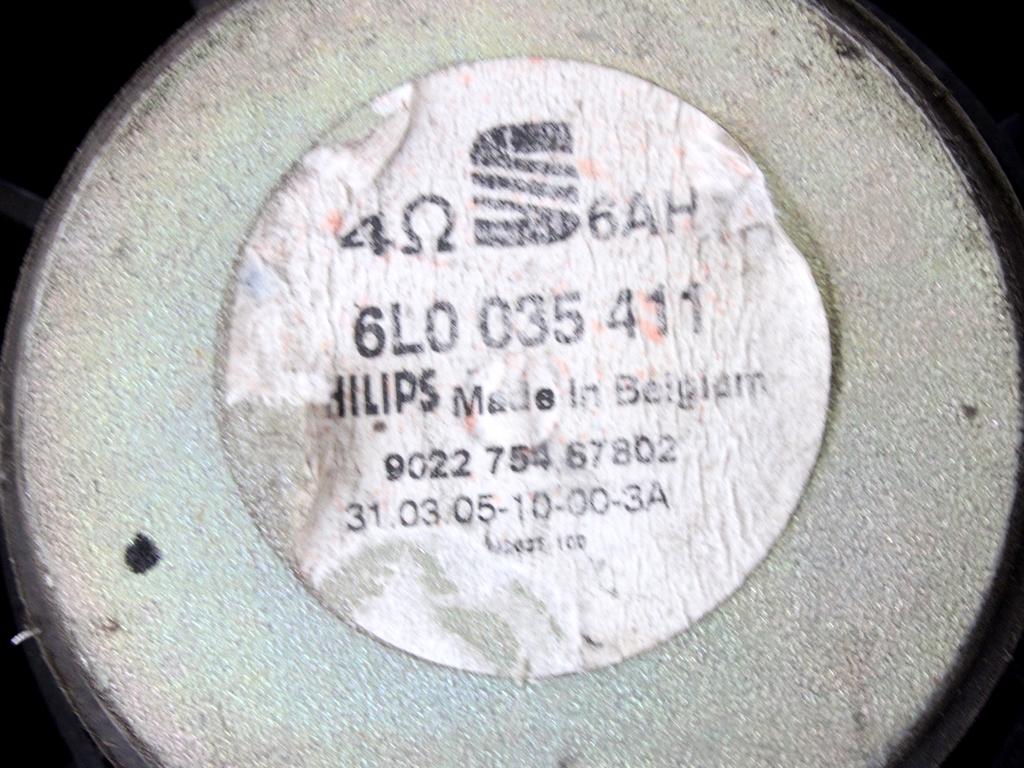 4Ω 6AH
6L0 035 411
HILIPS Made In Belgium
9022 754 67802
31.03.05-10-00-3A